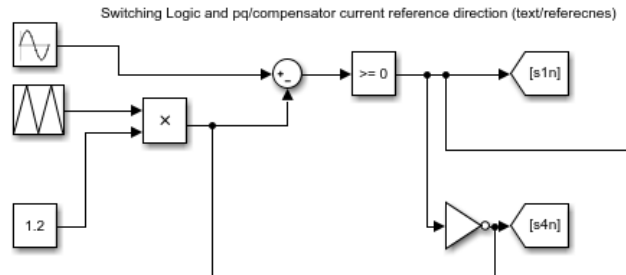 Switching Logic and pq/compensator current reference direction (text/referecnes)
+
−
>= 0
[s1n]
×
1.2
[s4n]